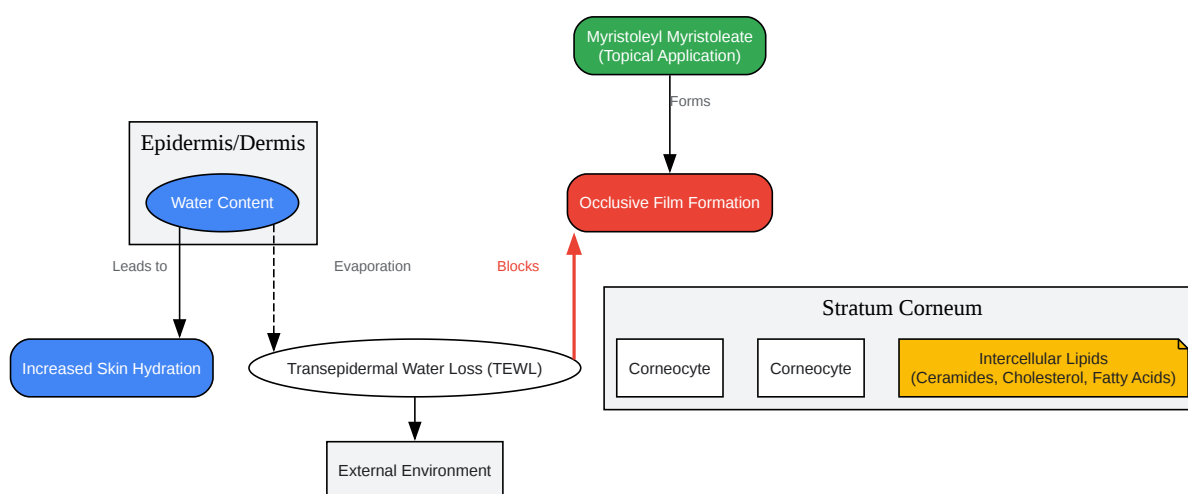 Myristoleyl Myristoleate
(Topical Application)
Forms
Epidermis/Dermis
Water Content
Occlusive Film Formation
Leads to
Evaporation
Blocks
Stratum Corneum
Increased Skin Hydration
Transepidermal Water Loss (TEWL)
Corneocyte
Corneocyte
Intercellular Lipids
(Ceramides, Cholesterol, Fatty Acids)
External Environment